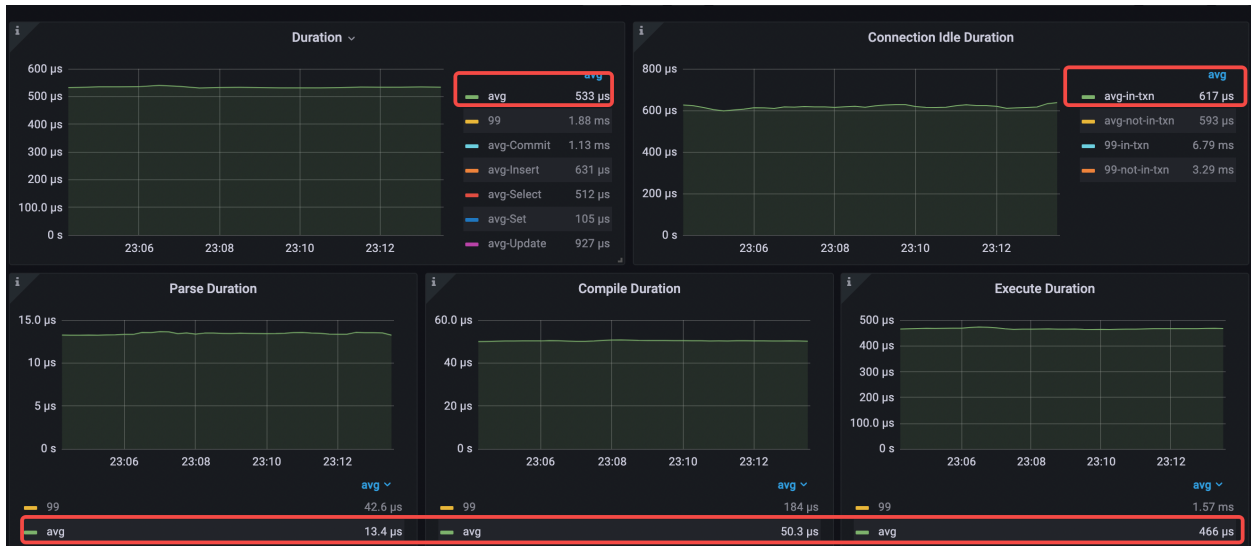 i
Duration
600 µs
500 µs
400 µs
300 µs
200 µs
100.0 µs
0 s
23:06 23:08 23:10 23:12
avg
avg 533 µs
99 1.88 ms
avg-Commit 1.13 ms
avg-Insert 631 µs
avg-Select 512 µs
avg-Set 105 µs
avg-Update 927 µs
i
Connection Idle Duration
800 µs
600 µs
400 µs
200 µs
0 s
23:06 23:08 23:10 23:12
avg
avg-in-txn 617 µs
avg-not-in-txn 593 µs
99-in-txn 6.79 ms
99-not-in-txn 3.29 ms
i
Parse Duration
15.0 µs
10 µs
5 µs
0 s
23:06 23:08 23:10 23:12
avg
99 42.6 µs
avg 13.4 µs
i
Compile Duration
60.0 µs
40 µs
20 µs
0 s
23:06 23:08 23:10 23:12
avg
99 184 µs
avg 50.3 µs
i
Execute Duration
500 µs
400 µs
300 µs
200 µs
100.0 µs
0 s
23:06 23:08 23:10 23:12
avg
99 1.57 ms
avg 466 µs